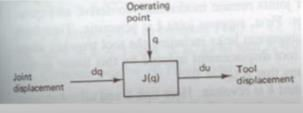 Operating
point
q
Joint
displacement
dq
J(q)
du
Tool
displacement